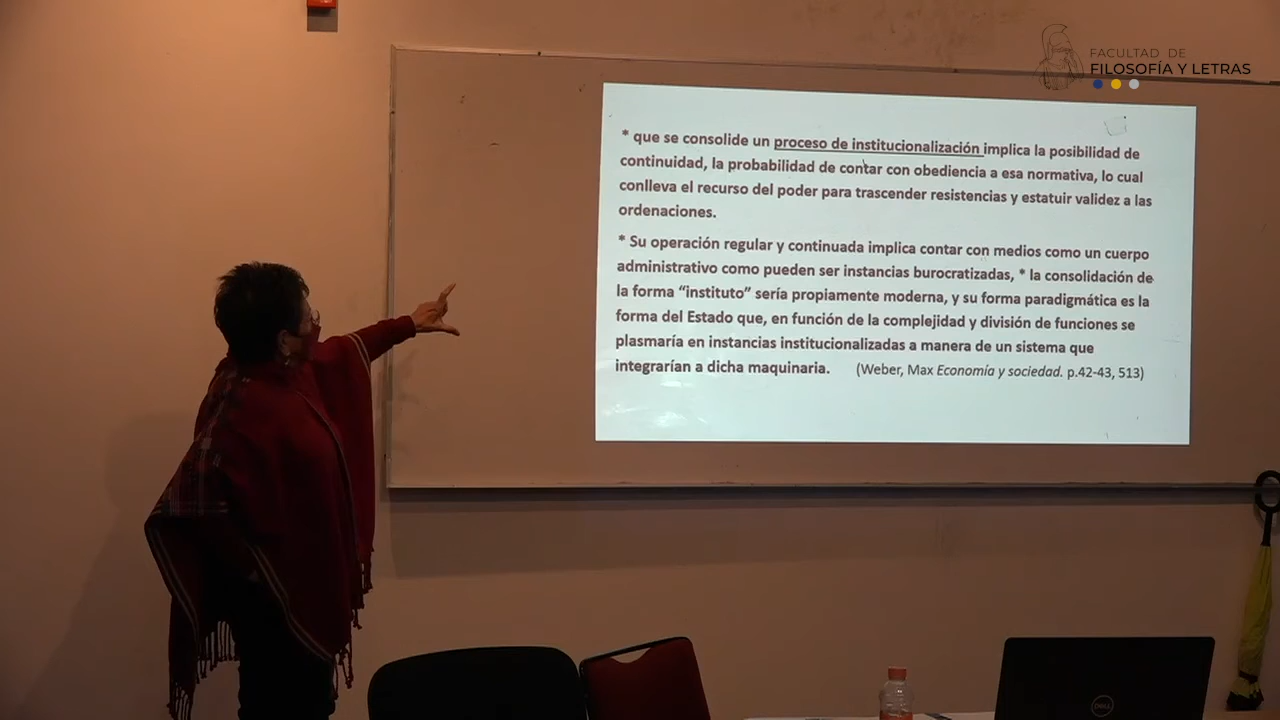 FACULTAD DE
FILOSOFÍA Y LETRAS
* que se consolide un proceso de institucionalización implica la posibilidad de
continuidad, la probabilidad de contar con obediencia a esa normativa, lo cual
conlleva el recurso del poder para trascender resistencias y estatuir validez a las
ordenaciones.
* Su operación regular y continuada implica contar con medios como un cuerpo
administrativo como pueden ser instancias burocratizadas, * la consolidación de
la forma “instituto” sería propiamente moderna, y su forma paradigmática es la
forma del Estado que, en función de la complejidad y división de funciones se
plasmaría en instancias institucionalizadas a manera de un sistema que
integrarían a dicha maquinaria. (Weber, Max Economía y sociedad. p.42-43, 513)
DELL